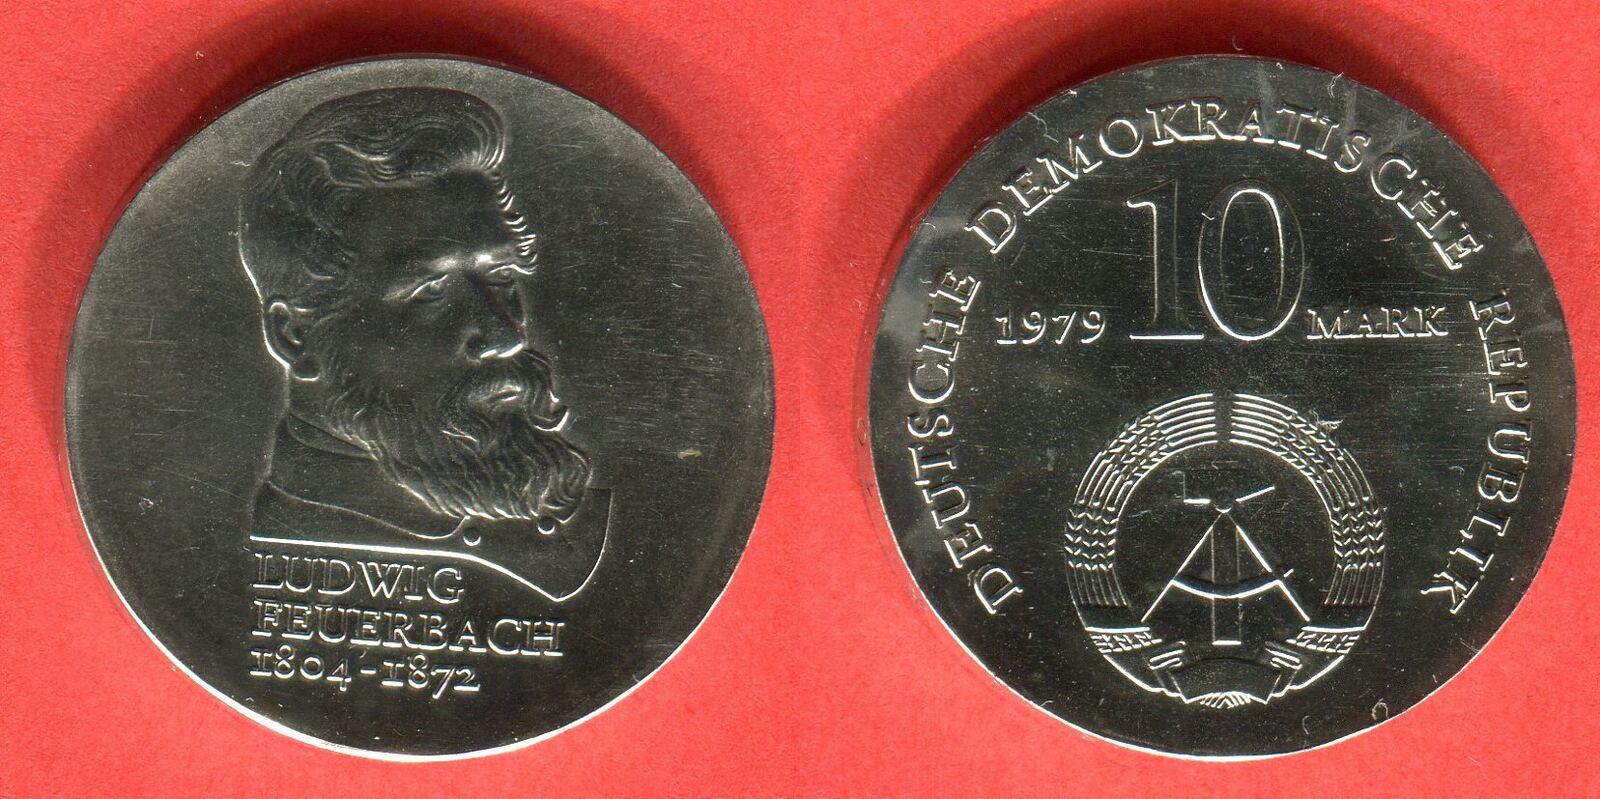 LUDWIG
FEUERBACH
1804-1872
DEUTSCHE DEMOKRATISCHE REPUBLIK
1979 10 MARK